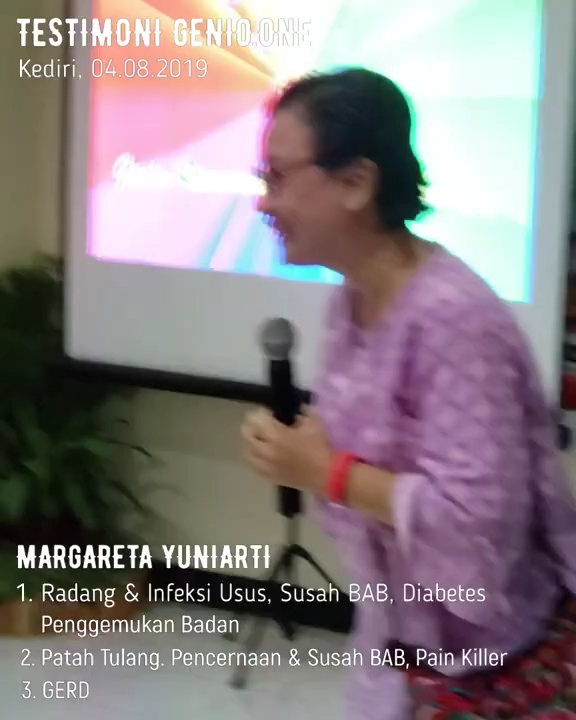 TESTIMONI GENIO.ONE
Kediri, 04.08.2019
MARGARETA YUNIARTI
1. Radang & Infeksi Usus, Susah BAB, Diabetes
Penggemukan Badan
2. Patah Tulang. Pencernaan & Susah BAB, Pain Killer
3. GERD